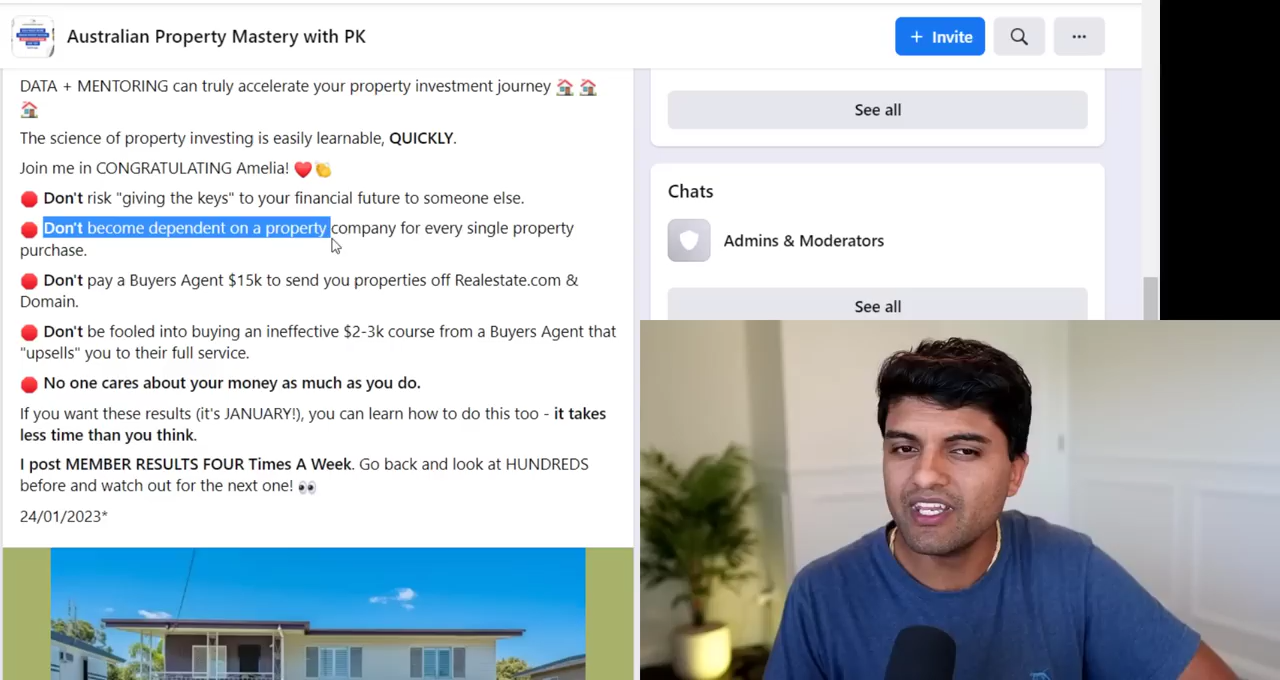 Australian Property Mastery with PK
+ Invite
DATA + MENTORING can truly accelerate your property investment journey 🏠 🏠
🏠
The science of property investing is easily learnable, QUICKLY.
Join me in CONGRATULATING Amelia! ❤️👏
🛑 Don't risk "giving the keys" to your financial future to someone else.
🛑 Don't become dependent on a property company for every single property
purchase.
🛑 Don't pay a Buyers Agent $15k to send you properties off Realestate.com &
Domain.
🛑 Don't be fooled into buying an ineffective $2-3k course from a Buyers Agent that
"upsells" you to their full service.
🛑 No one cares about your money as much as you do.
If you want these results (it's JANUARY!), you can learn how to do this too - it takes
less time than you think.
I post MEMBER RESULTS FOUR Times A Week. Go back and look at HUNDREDS
before and watch out for the next one! 👀
24/01/2023*
See all
Chats
Admins & Moderators
See all